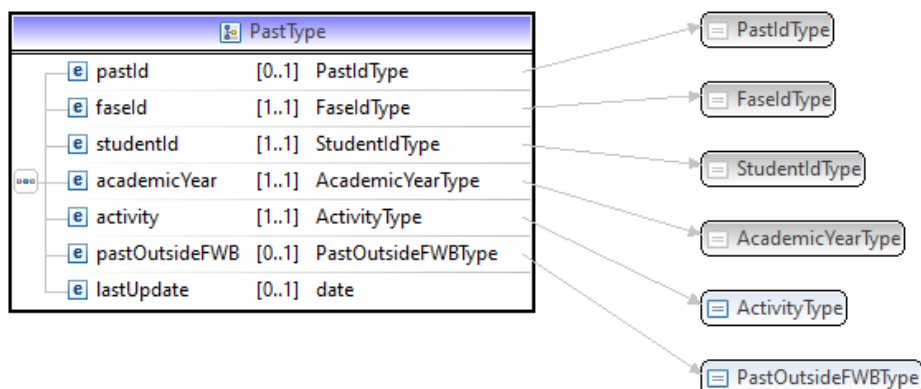 PastType
pastId [0..1] PastIdType
faseId [1..1] FaseIdType
studentId [1..1] StudentIdType
academicYear [1..1] AcademicYearType
activity [1..1] ActivityType
pastOutsideFWB [0..1] PastOutsideFWBType
lastUpdate [0..1] date
PastIdType
FaseIdType
StudentIdType
AcademicYearType
ActivityType
PastOutsideFWBType